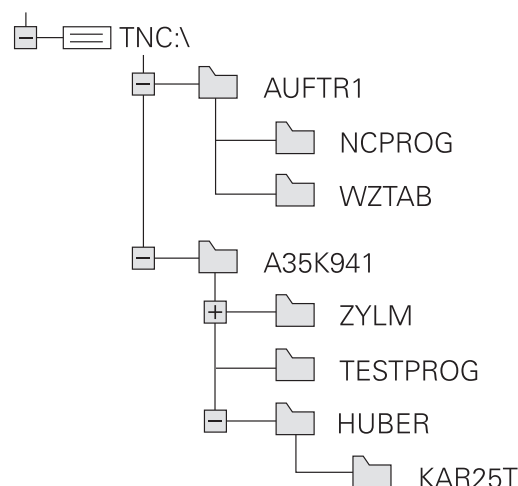 TNC:\
AUFTR1
NCPROG
WZTAB
A35K941
ZYLM
TESTPROG
HUBER
KAR25T